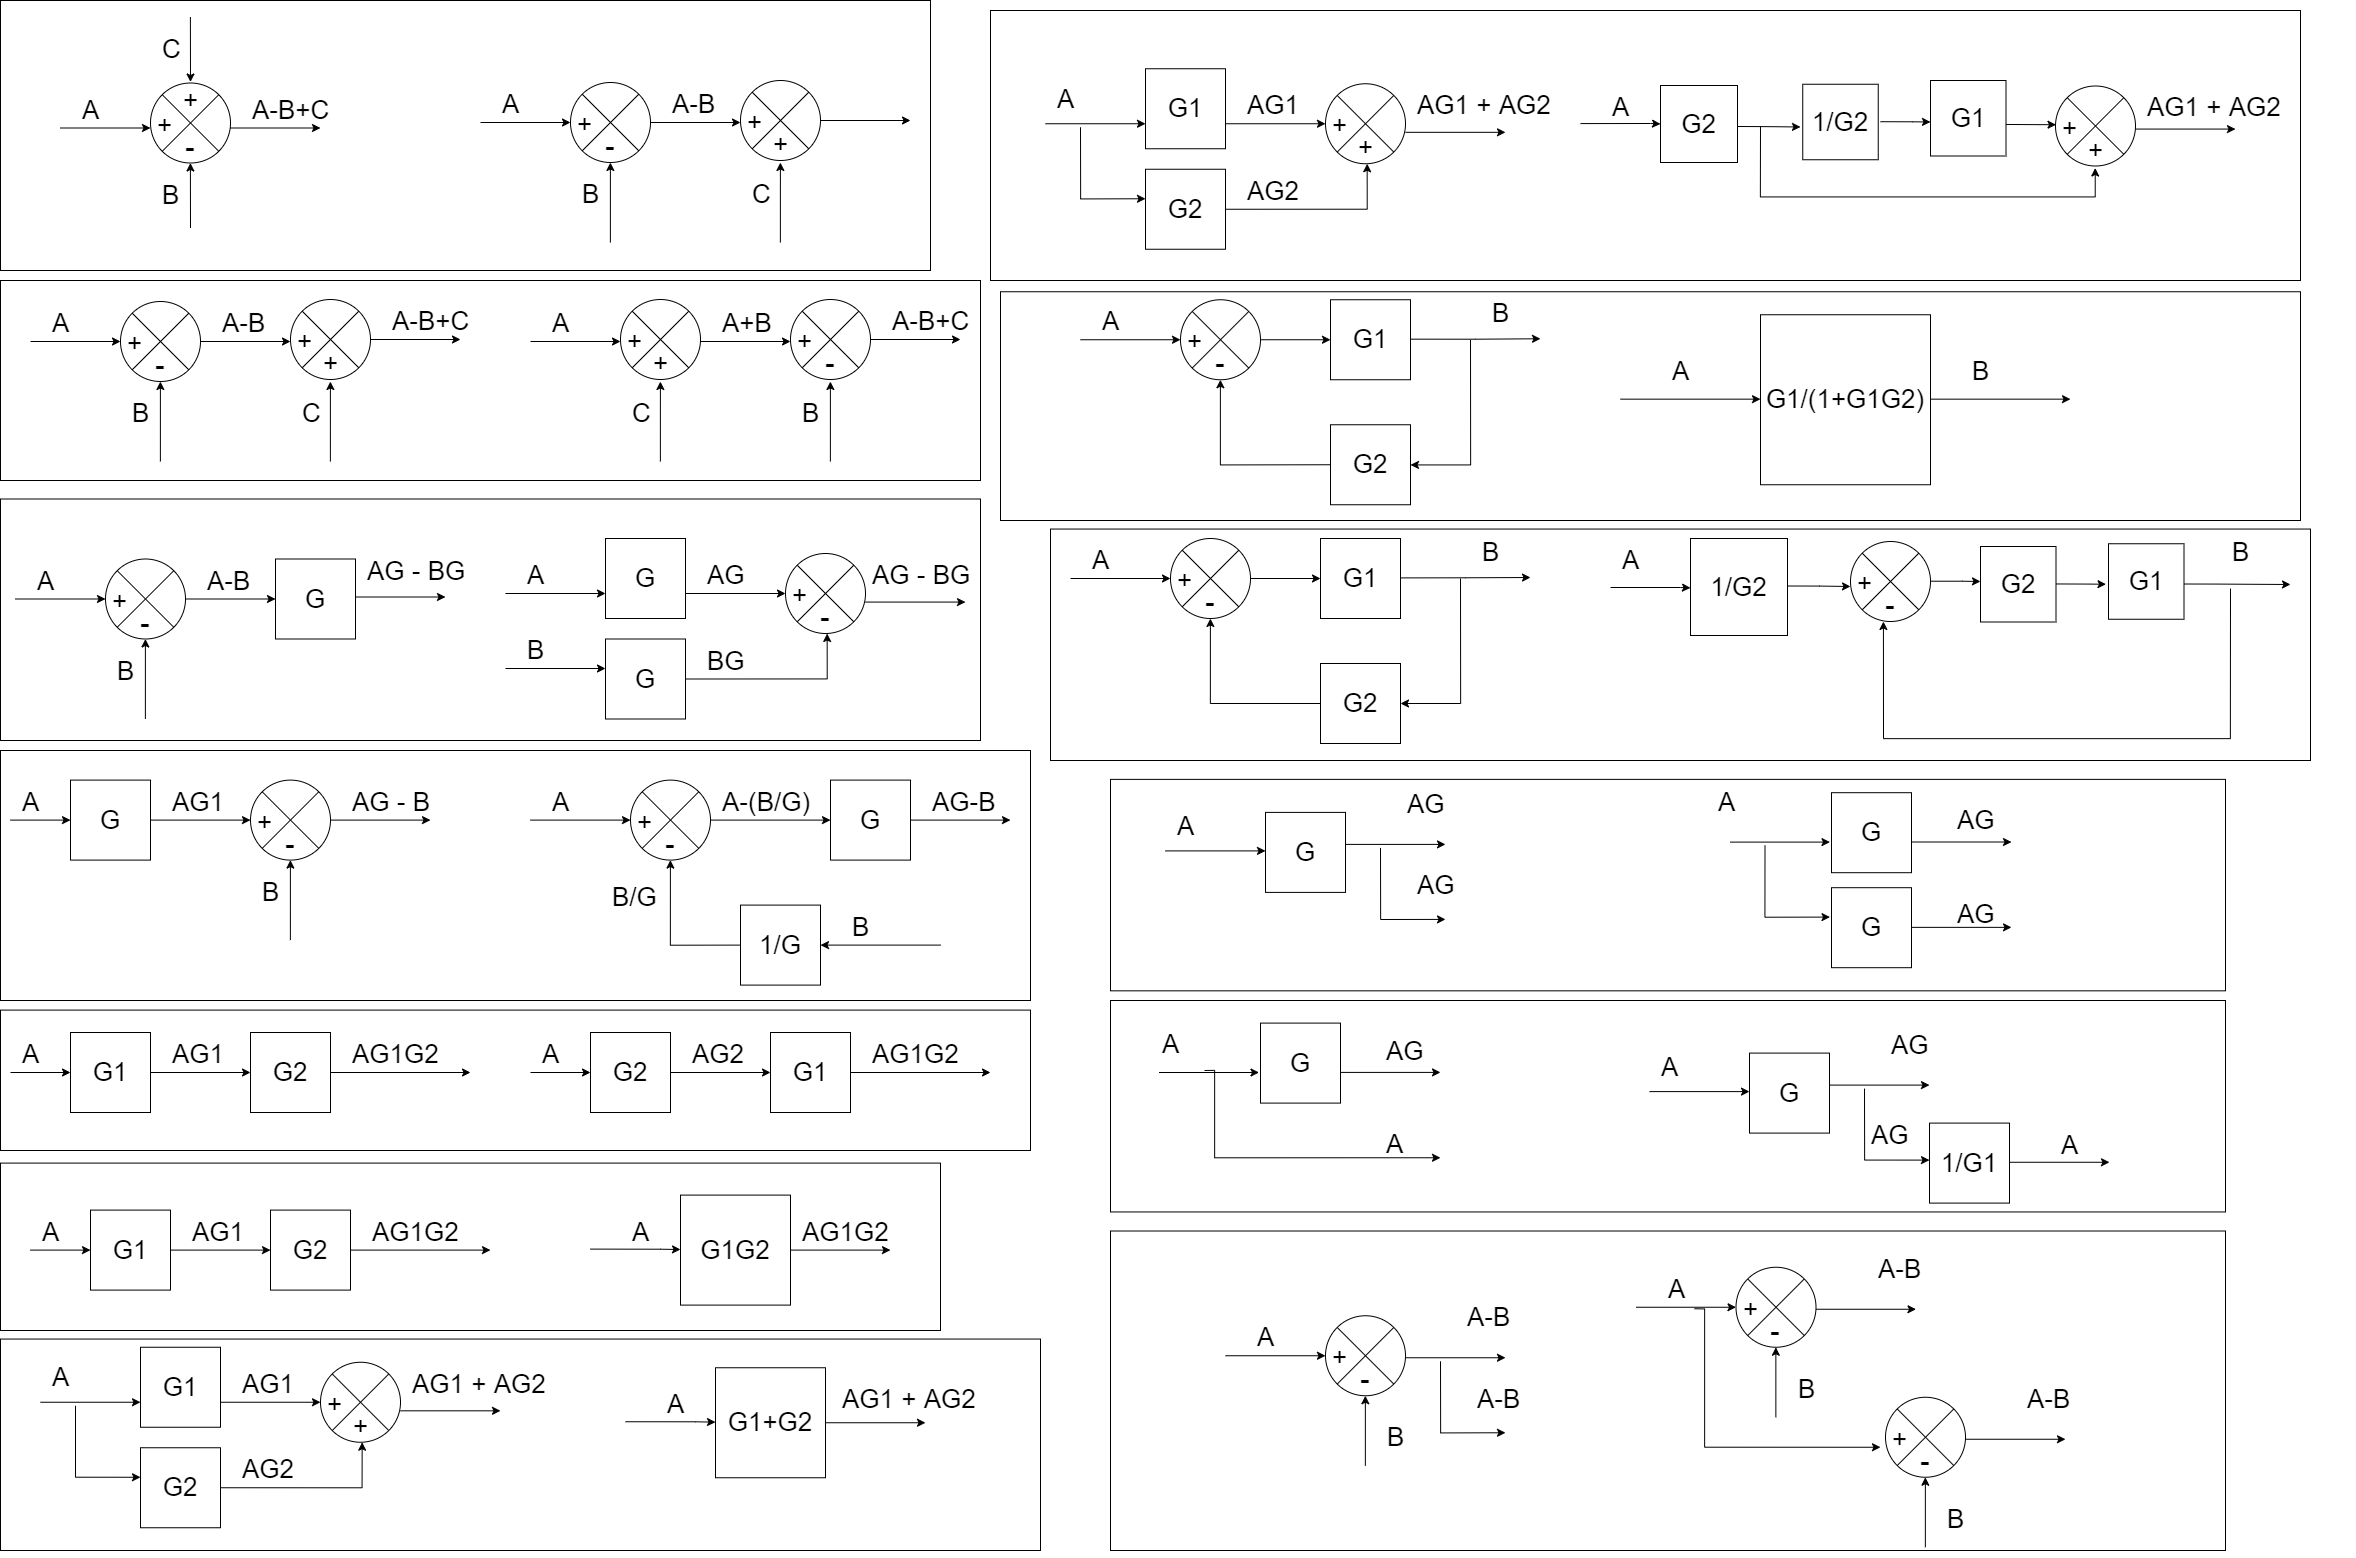 C
A
+
+
-
A-B+C
B
A
+
-
A-B
+
+
B
C
A
+
-
A-B
+
+
A-B+C
B
C
A
+
+
A+B
+
-
A-B+C
C
B
A
+
-
A-B
G
AG - BG
B
A
G
AG
+
-
AG - BG
B
G
BG
A
G
AG1
+
-
AG - B
B
A
+
-
A-(B/G)
G
AG-B
B/G
1/G
B
A
G1
AG1
G2
AG1G2
A
G2
AG2
G1
AG1G2
A
G1
AG1
G2
AG1G2
A
G1G2
AG1G2
A
G1
AG1
+
+
AG1 + AG2
G2
AG2
A
G1+G2
AG1 + AG2
A
G1
AG1
+
+
AG1 + AG2
G2
AG2
A
G2
1/G2
G1
+
+
AG1 + AG2
A
+
-
G1
B
G2
A
G1/(1+G1G2)
B
A
+
-
G1
B
G2
A
1/G2
+
-
G2
G1
B
A
G
AG
AG
A
G
AG
G
AG
A
G
AG
A
A
G
AG
AG
1/G1
A
A
+
-
A-B
A-B
B
A
+
-
A-B
B
+
-
A-B
B